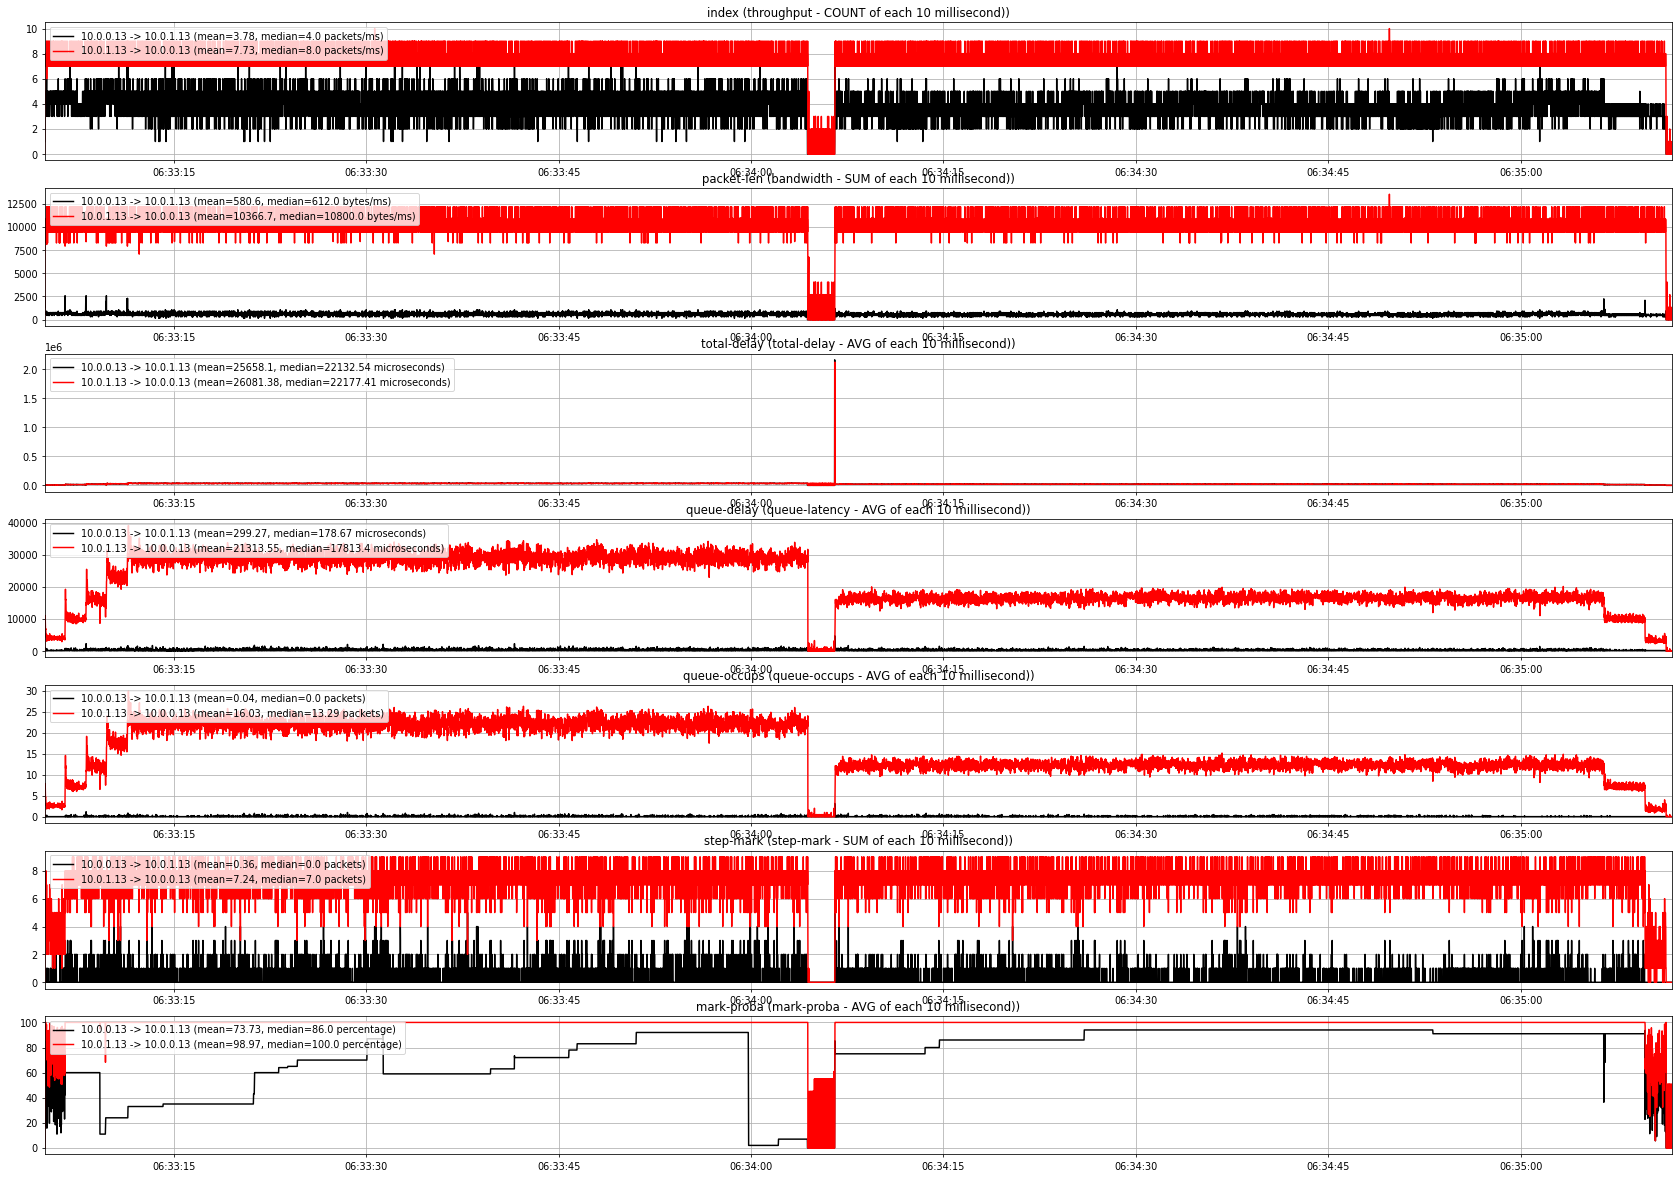 index (throughput - COUNT of each 10 millisecond))
10.0.0.13 -> 10.0.1.13 (mean=3.78, median=4.0 packets/ms)
10.0.1.13 -> 10.0.0.13 (mean=7.73, median=8.0 packets/ms)
10
8
6
4
2
0
06:33:15 06:33:30 06:33:45 06:34:00 06:34:15 06:34:30 06:34:45 06:35:00
packet-len (bandwidth - SUM of each 10 millisecond))
10.0.0.13 -> 10.0.1.13 (mean=580.6, median=612.0 bytes/ms)
10.0.1.13 -> 10.0.0.13 (mean=10366.7, median=10800.0 bytes/ms)
12500
10000
7500
5000
2500
0
06:33:15 06:33:30 06:33:45 06:34:00 06:34:15 06:34:30 06:34:45 06:35:00
total-delay (total-delay - AVG of each 10 millisecond))
1e6
10.0.0.13 -> 10.0.1.13 (mean=25658.1, median=22132.54 microseconds)
10.0.1.13 -> 10.0.0.13 (mean=26081.38, median=22177.41 microseconds)
2.0
1.5
1.0
0.5
0.0
06:33:15 06:33:30 06:33:45 06:34:00 06:34:15 06:34:30 06:34:45 06:35:00
queue-delay (queue-latency - AVG of each 10 millisecond))
10.0.0.13 -> 10.0.1.13 (mean=299.27, median=178.67 microseconds)
10.0.1.13 -> 10.0.0.13 (mean=21313.55, median=17813.4 microseconds)
40000
30000
20000
10000
0
06:33:15 06:33:30 06:33:45 06:34:00 06:34:15 06:34:30 06:34:45 06:35:00
queue-occups (queue-occups - AVG of each 10 millisecond))
10.0.0.13 -> 10.0.1.13 (mean=0.04, median=0.0 packets)
10.0.1.13 -> 10.0.0.13 (mean=16.03, median=13.29 packets)
30
25
20
15
10
5
0
06:33:15 06:33:30 06:33:45 06:34:00 06:34:15 06:34:30 06:34:45 06:35:00
step-mark (step-mark - SUM of each 10 millisecond))
10.0.0.13 -> 10.0.1.13 (mean=0.36, median=0.0 packets)
10.0.1.13 -> 10.0.0.13 (mean=7.24, median=7.0 packets)
8
6
4
2
0
06:33:15 06:33:30 06:33:45 06:34:00 06:34:15 06:34:30 06:34:45 06:35:00
mark-proba (mark-proba - AVG of each 10 millisecond))
10.0.0.13 -> 10.0.1.13 (mean=73.73, median=86.0 percentage)
10.0.1.13 -> 10.0.0.13 (mean=98.97, median=100.0 percentage)
100
80
60
40
20
0
06:33:15 06:33:30 06:33:45 06:34:00 06:34:15 06:34:30 06:34:45 06:35:00